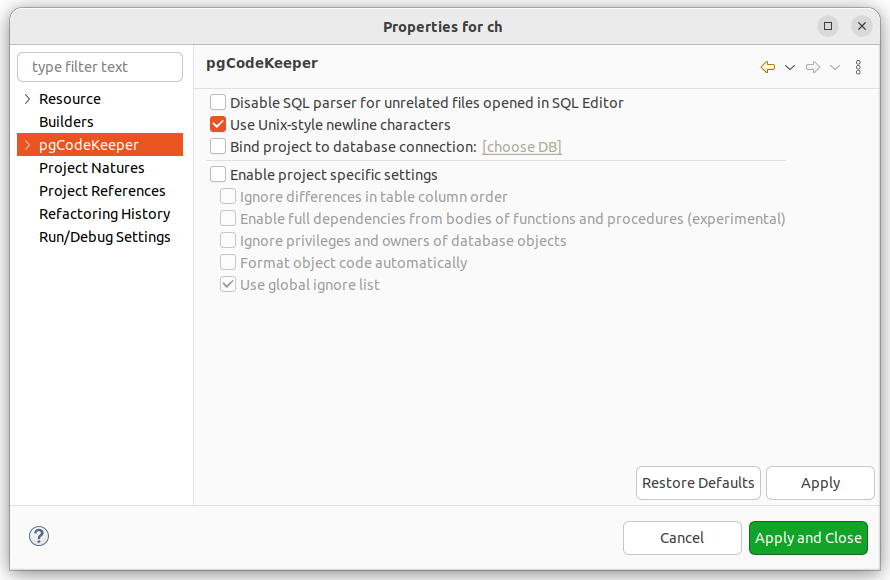 Properties for ch
type filter text
Resource
Builders
pgCodeKeeper
Project Natures
Project References
Refactoring History
Run/Debug Settings
pgCodeKeeper
Disable SQL parser for unrelated files opened in SQL Editor
Use Unix-style newline characters
Bind project to database connection: [choose DB]
Enable project specific settings
Ignore differences in table column order
Enable full dependencies from bodies of functions and procedures (experimental)
Ignore privileges and owners of database objects
Format object code automatically
Use global ignore list
Restore Defaults Apply
? Cancel Apply and Close